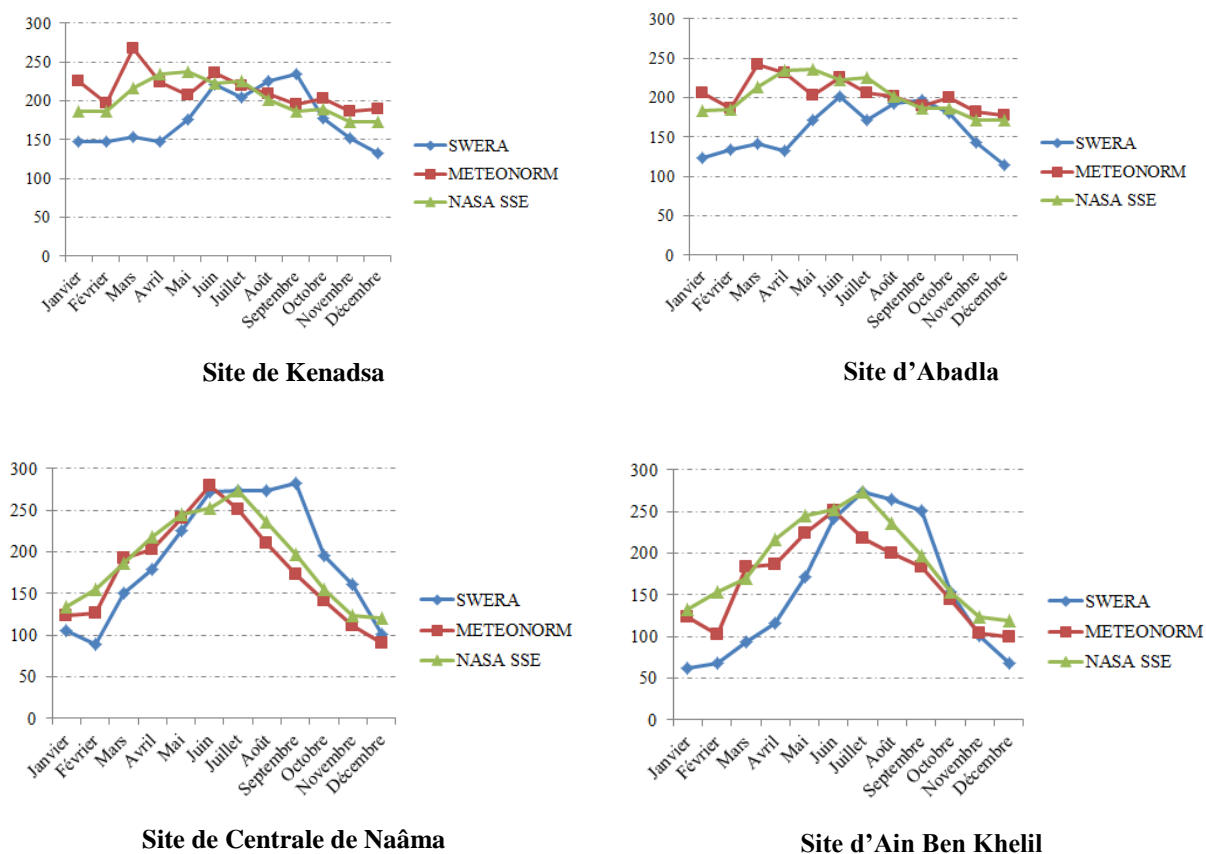 300
250
200
150
100
50
0
Janvier
Février
Mars
Avril
Mai
Juin
Juillet
Août
Septembre
Octobre
Novembre
Décembre
SWERA
METEONORM
NASA SSE
Site de Kenadsa
300
250
200
150
100
50
0
Janvier
Février
Mars
Avril
Mai
Juin
Juillet
Août
Septembre
Octobre
Novembre
Décembre
SWERA
METEONORM
NASA SSE
Site d’Abadla
300
250
200
150
100
50
0
Janvier
Février
Mars
Avril
Mai
Juin
Juillet
Août
Septembre
Octobre
Novembre
Décembre
SWERA
METEONORM
NASA SSE
Site de Centrale de Naâma
300
250
200
150
100
50
0
Janvier
Février
Mars
Avril
Mai
Juin
Juillet
Août
Septembre
Octobre
Novembre
Décembre
SWERA
METEONORM
NASA SSE
Site d’Ain Ben Khelil